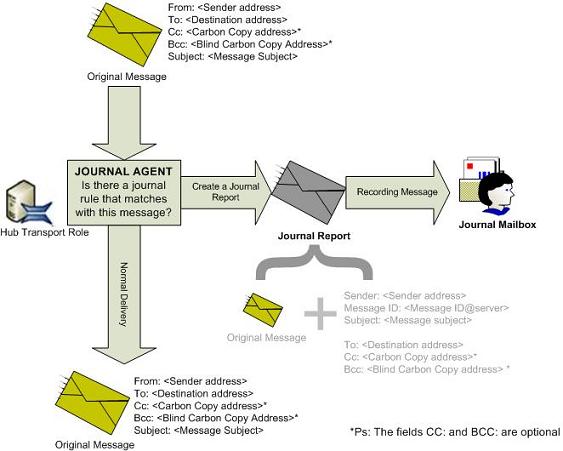 From: <Sender address>
To: <Destination address>
Cc: <Carbon Copy address>*
Bcc: <Blind Carbon Copy Address>*
Subject: <Message Subject>
Original Message
JOURNAL AGENT
Is there a journal
rule that matches
with this message?
Create a Journal
Report
Recording Message
Hub Transport Role
Journal Report
Journal Mailbox
Normal Delivery
Original Message
Sender: <Sender address>
Message ID: <Message ID@server>
Subject: <Message subject>
To: <Destination address>
Cc: <Carbon Copy address>*
Bcc: <Blind Carbon Copy address> *
From: <Sender address>
To: <Destination address>
Cc: <Carbon Copy address>*
Bcc: <Blind Carbon Copy Address>*
Subject: <Message Subject>
Original Message
*Ps: The fields CC: and BCC: are optional